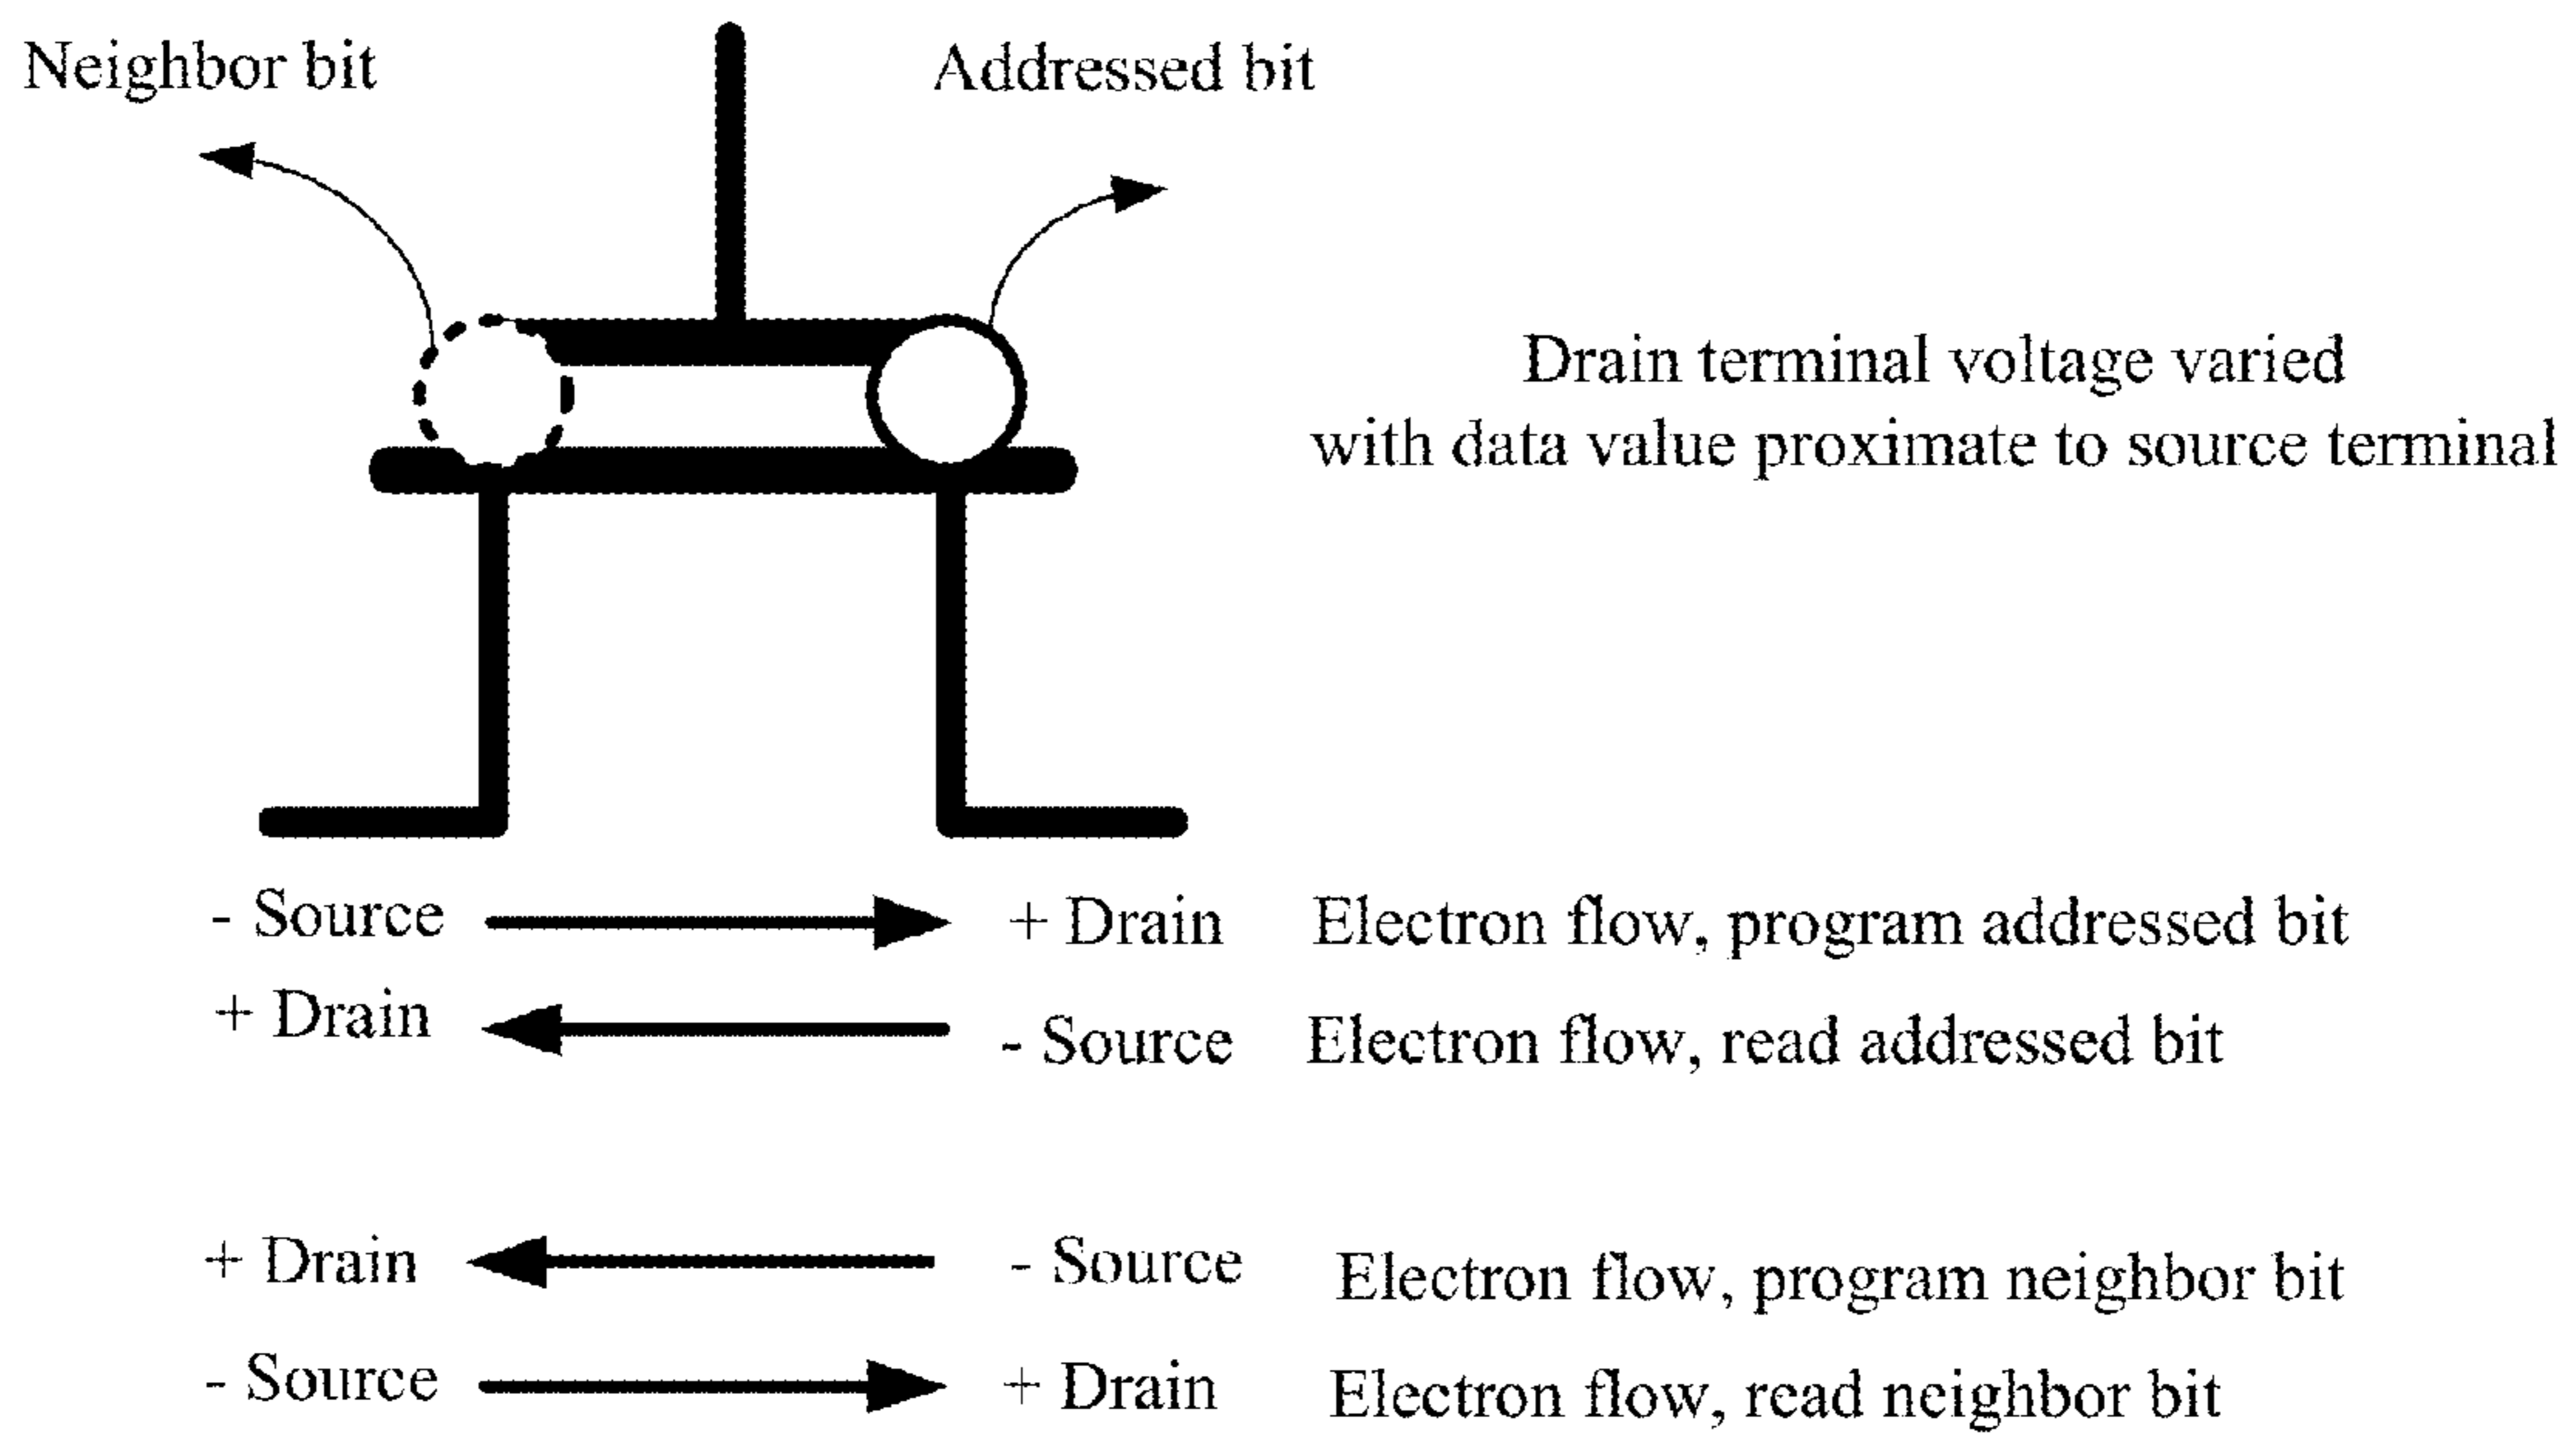 Neighbor bit
Addressed bit
Drain terminal voltage varied
with data value proximate to source terminal
- Source + Drain Electron flow, program addressed bit
+ Drain - Source Electron flow, read addressed bit
+ Drain - Source Electron flow, program neighbor bit
- Source + Drain Electron flow, read neighbor bit